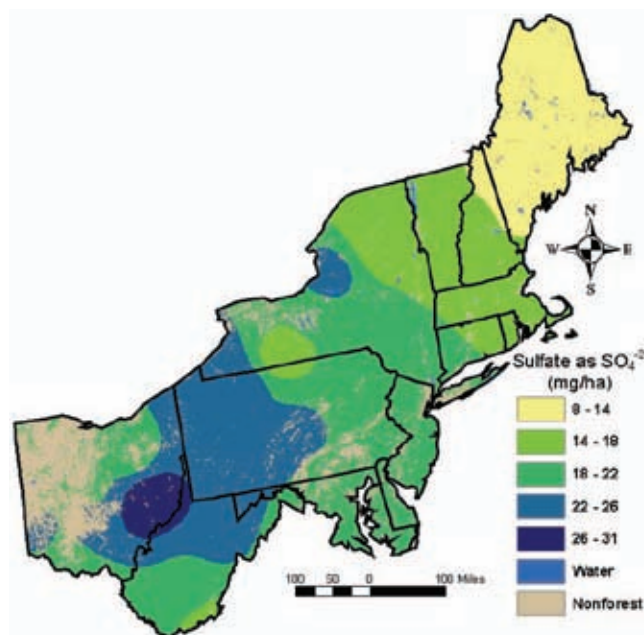 N
W E
S
Sulfate as SO₄⁻²
(mg/ha)
8 - 14
14 - 18
18 - 22
22 - 26
26 - 31
Water
Nonforest
100 50 0 100 Miles